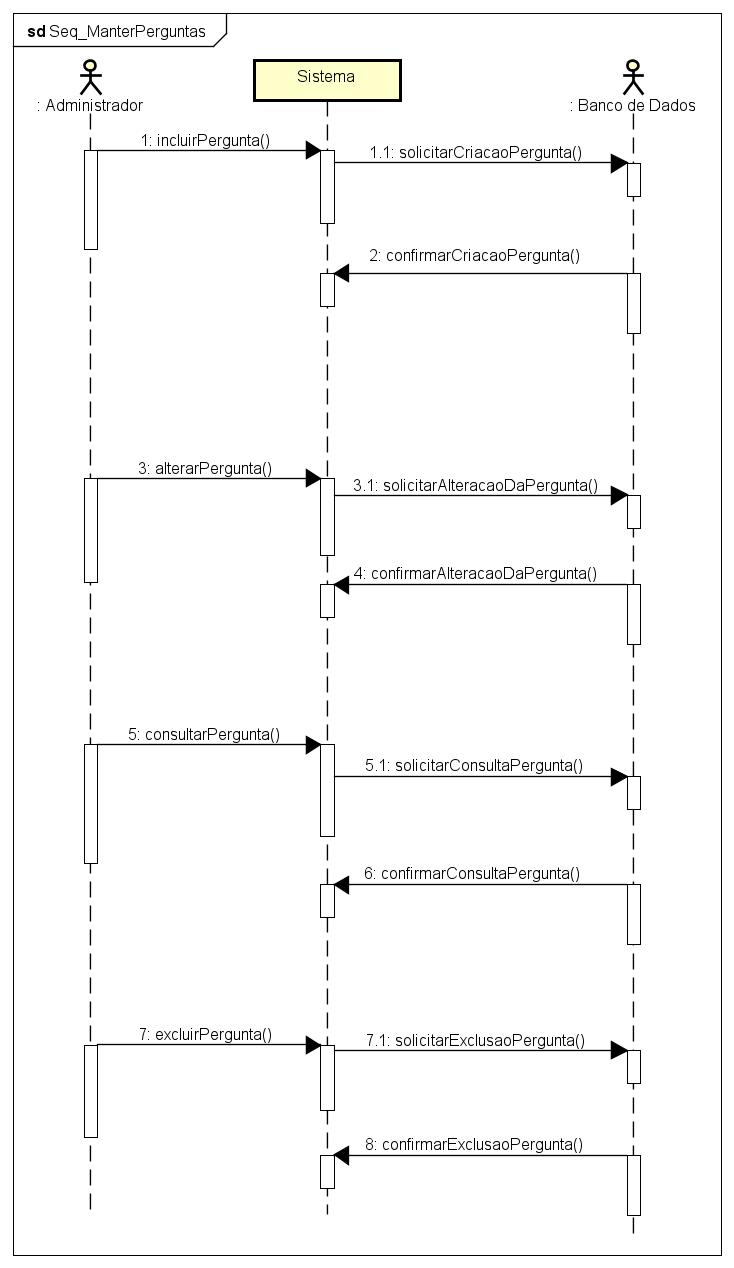 sd Seq_ManterPerguntas
Sistema
: Administrador
: Banco de Dados
1: incluirPergunta()
1.1: solicitarCriacaoPergunta()
2: confirmarCriacaoPergunta()
3: alterarPergunta()
3.1: solicitarAlteracaoDaPergunta()
4: confirmarAlteracaoDaPergunta()
5: consultarPergunta()
5.1: solicitarConsultaPergunta()
6: confirmarConsultaPergunta()
7: excluirPergunta()
7.1: solicitarExclusaoPergunta()
8: confirmarExclusaoPergunta()